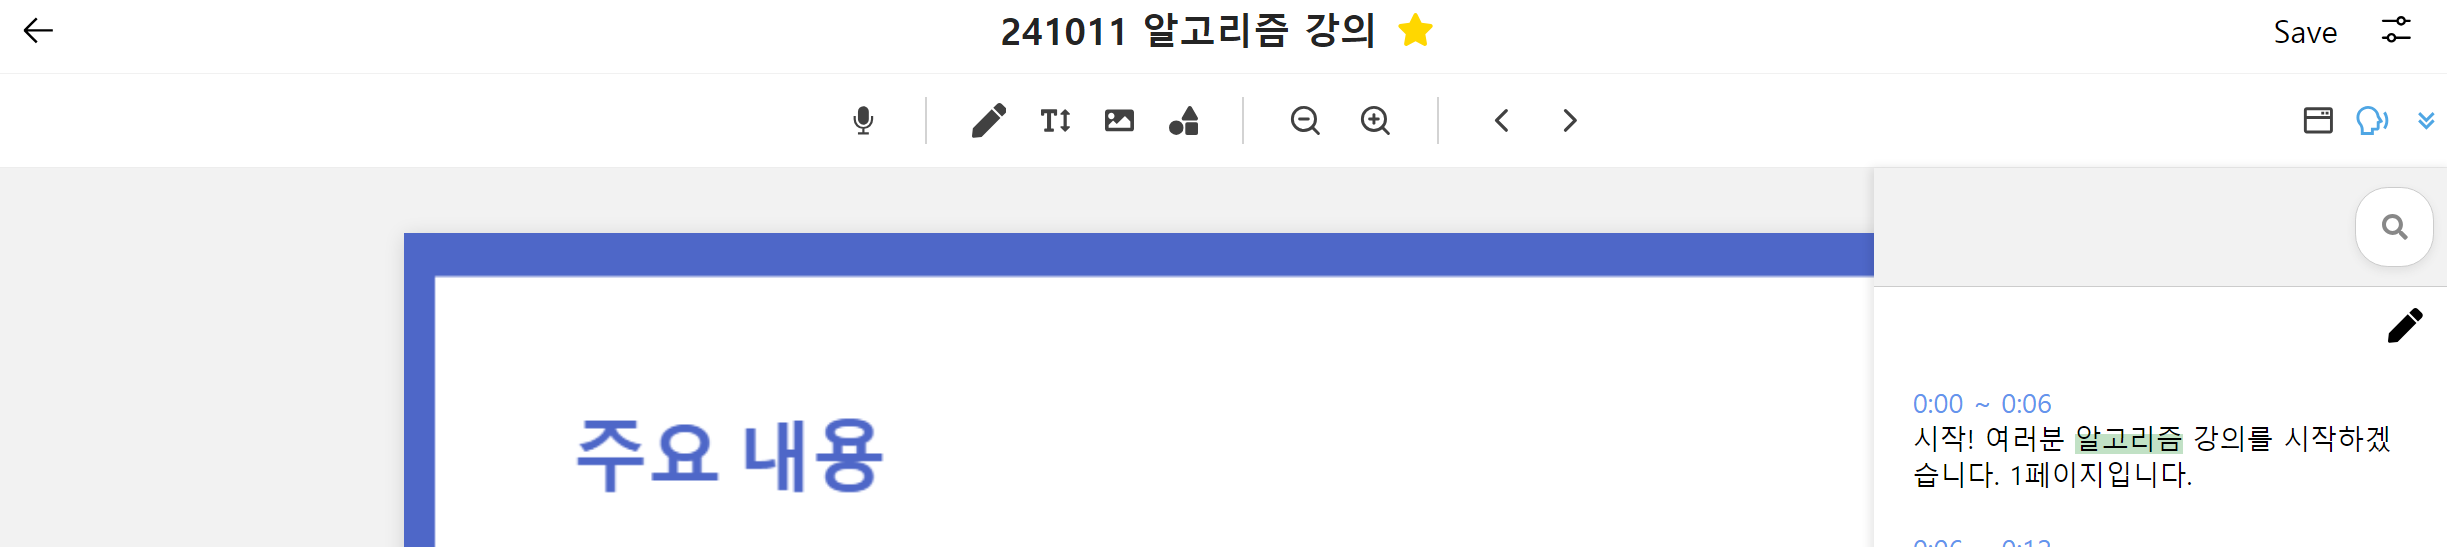 241011 알고리즘 강의
Save
주요 내용
0:00 ~ 0:06
시작! 여러분 알고리즘 강의를 시작하겠
습니다. 1페이지입니다.